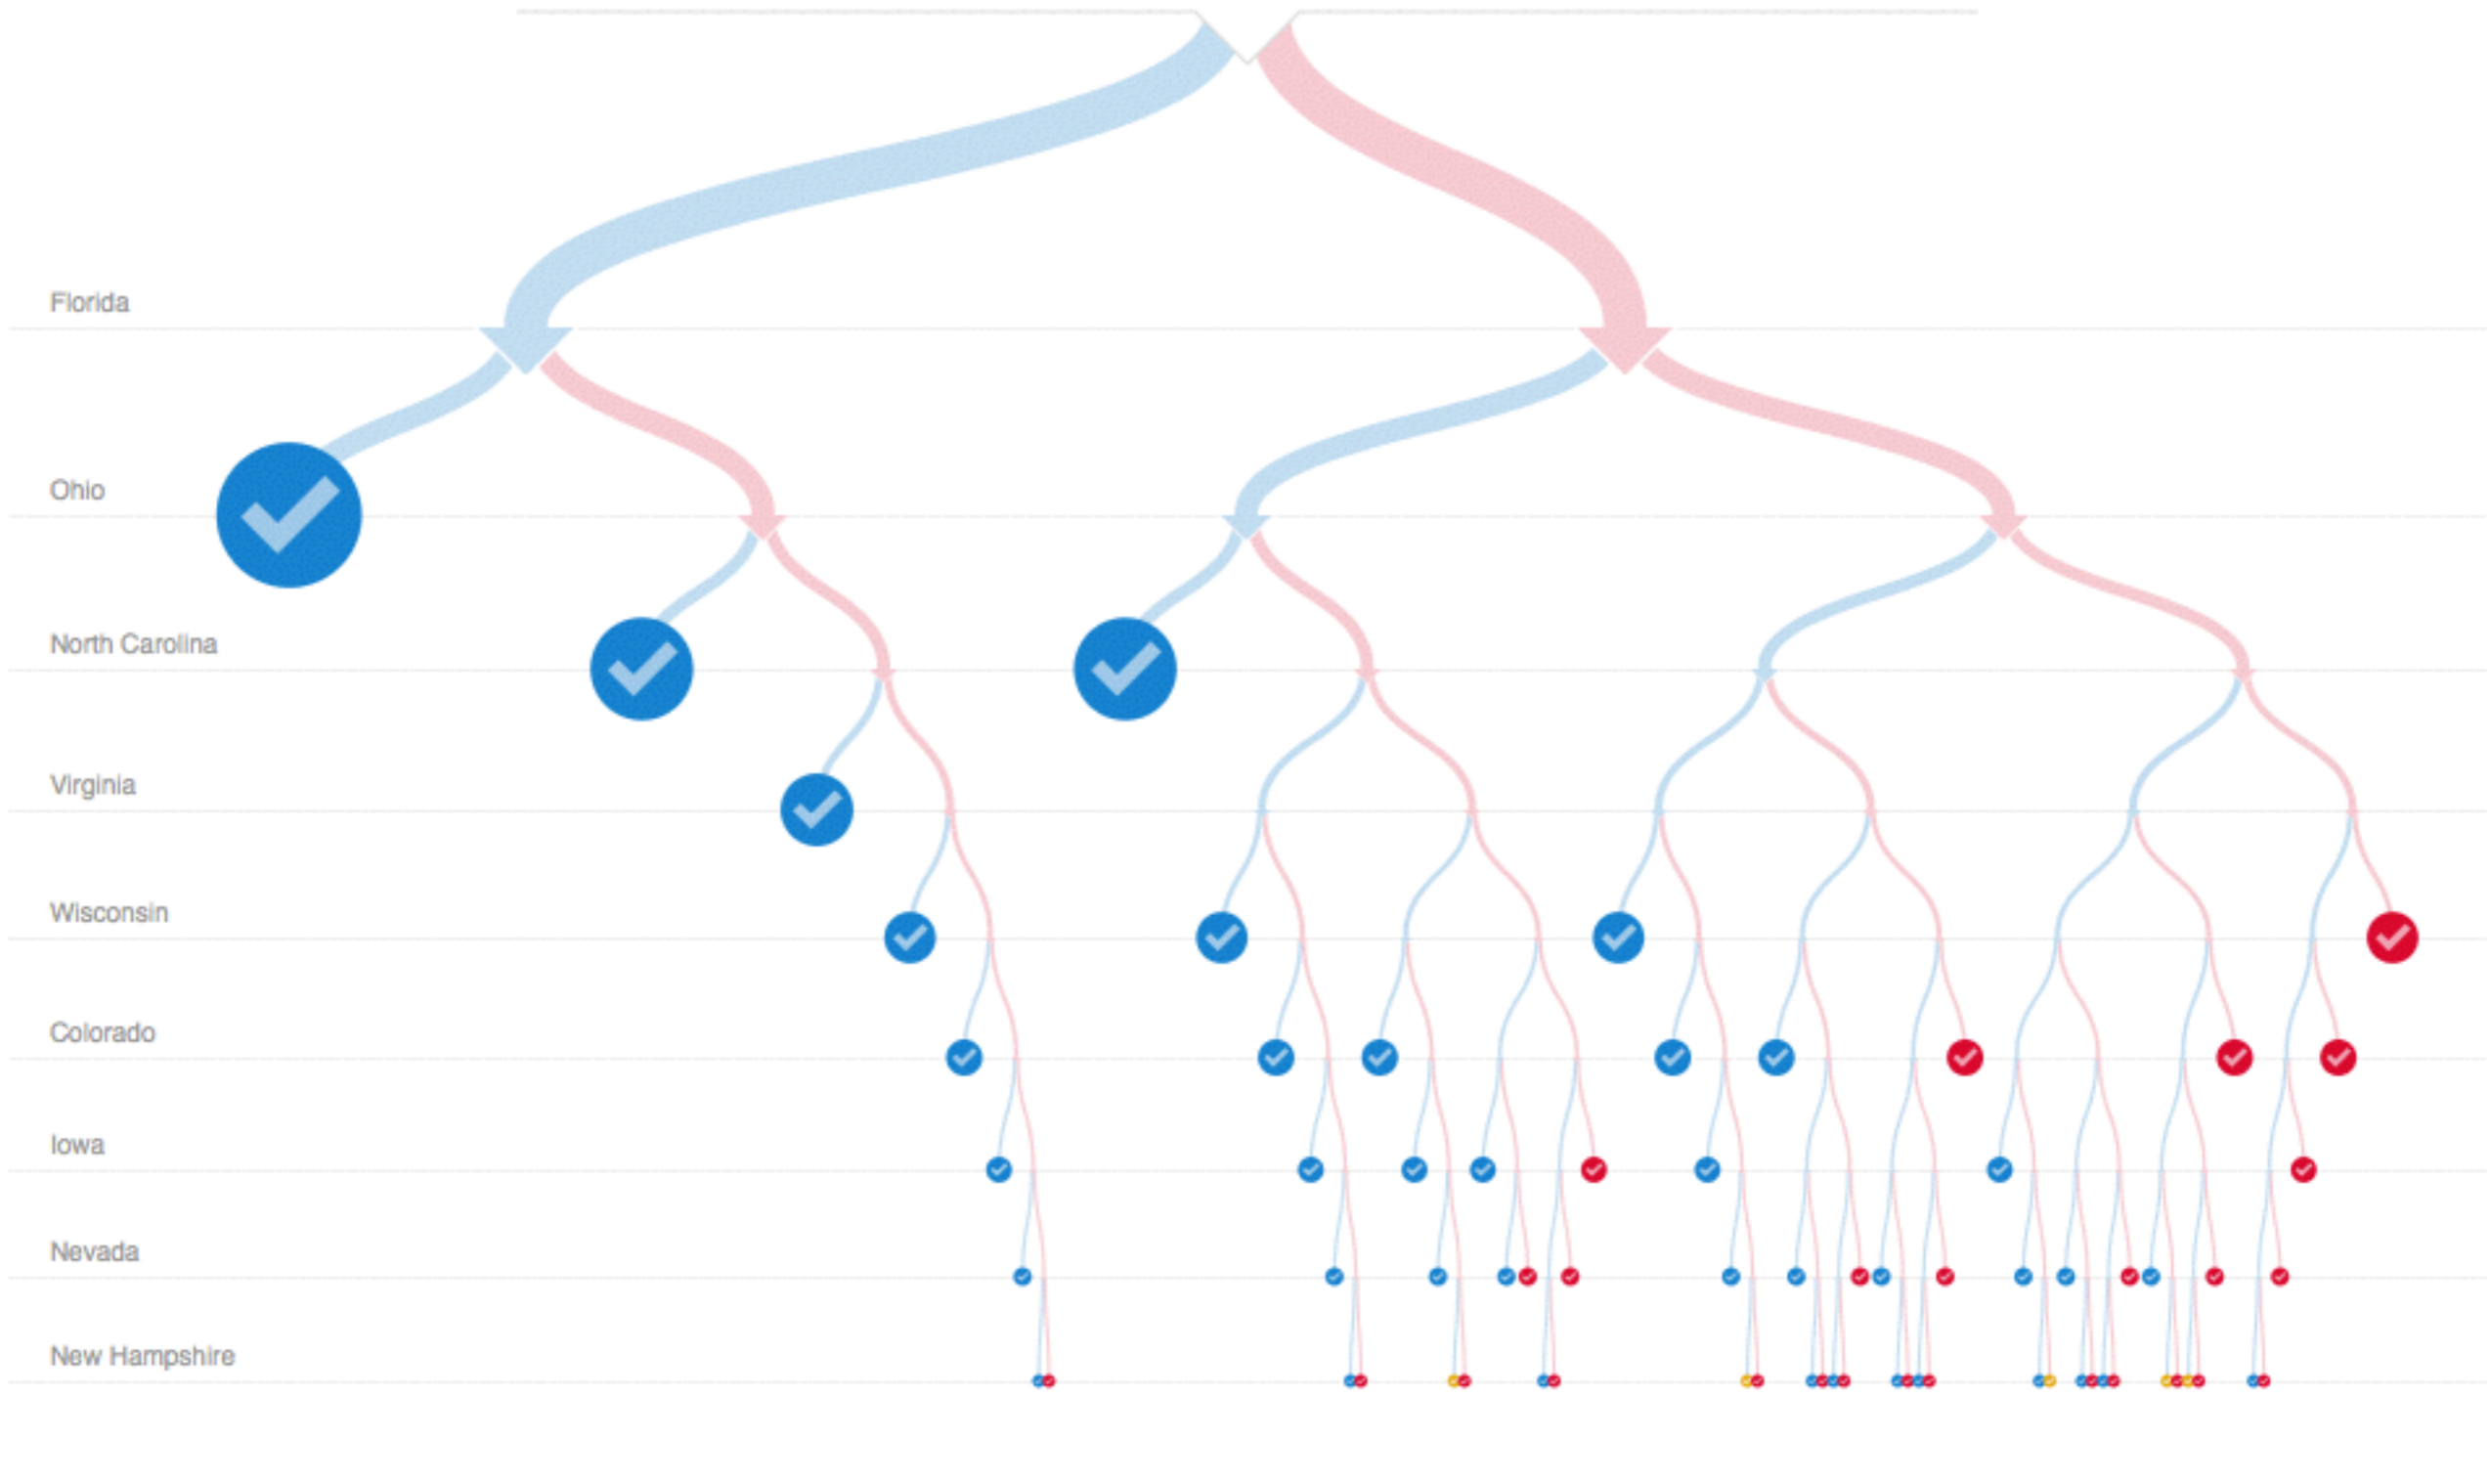 Florida
Ohio
North Carolina
Virginia
Wisconsin
Colorado
Iowa
Nevada
New Hampshire